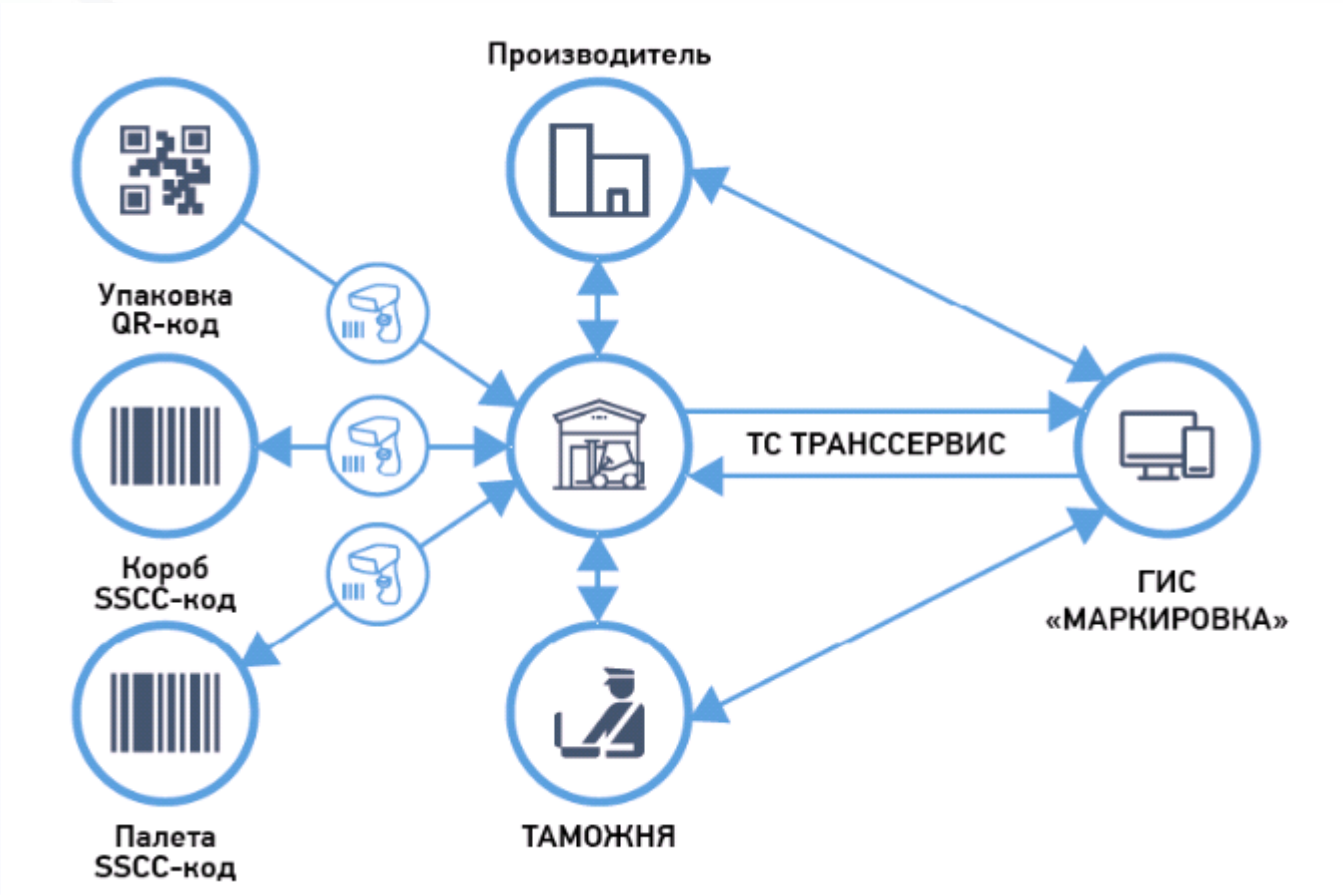 Производитель
Упаковка
QR-код
ТС ТРАНССЕРВИС
Короб
SSCC-код
ГИС
«МАРКИРОВКА»
Палета
SSCC-код
ТАМОЖНЯ